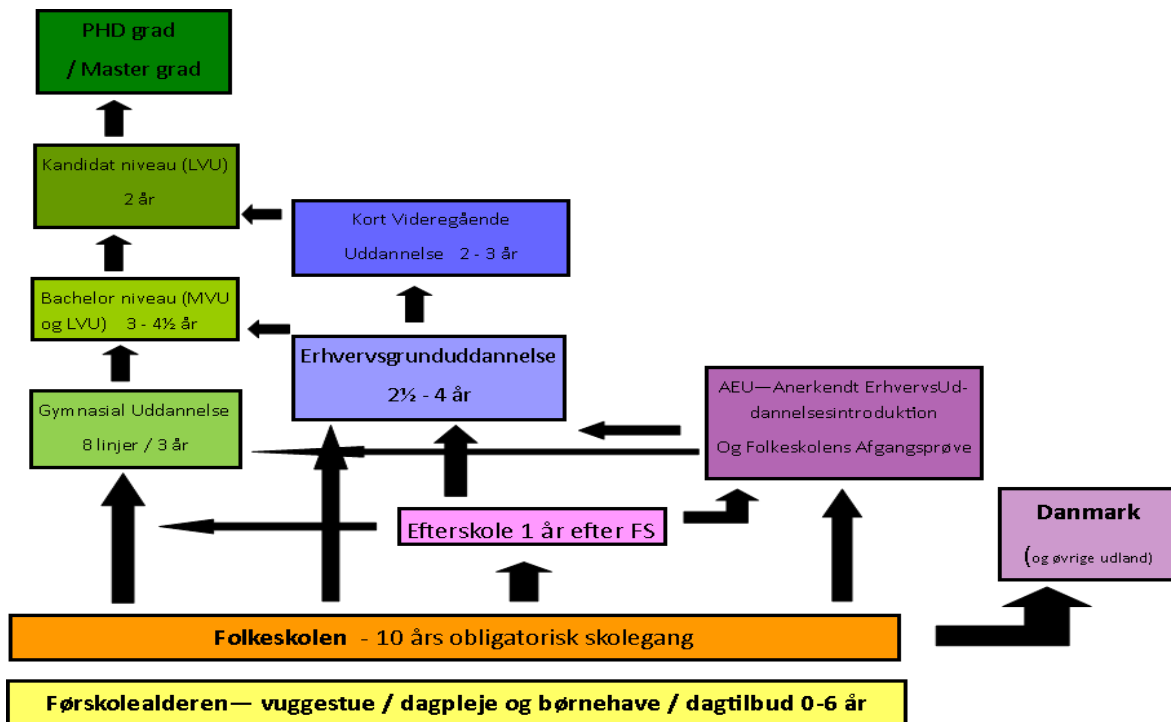 PHD grad
/ Master grad
Kandidat niveau (LVU)
2 år
Kort Videregående
Uddannelse 2 - 3 år
Bachelor niveau (MVU
og LVU) 3 - 4½ år
Erhvervsgrunduddannelse
2½ - 4 år
AEU—Anerkendt ErhvervsUd-
dannelsesintroduktion
Og Folkeskolens Afgangsprøve
Gymnasial Uddannelse
8 linjer / 3 år
Efterskole 1 år efter FS
Danmark
(og øvrige udland)
Folkeskolen - 10 års obligatorisk skolegang
Førskolealderen— vuggestue / dagpleje og børnehave / dagtilbud 0-6 år